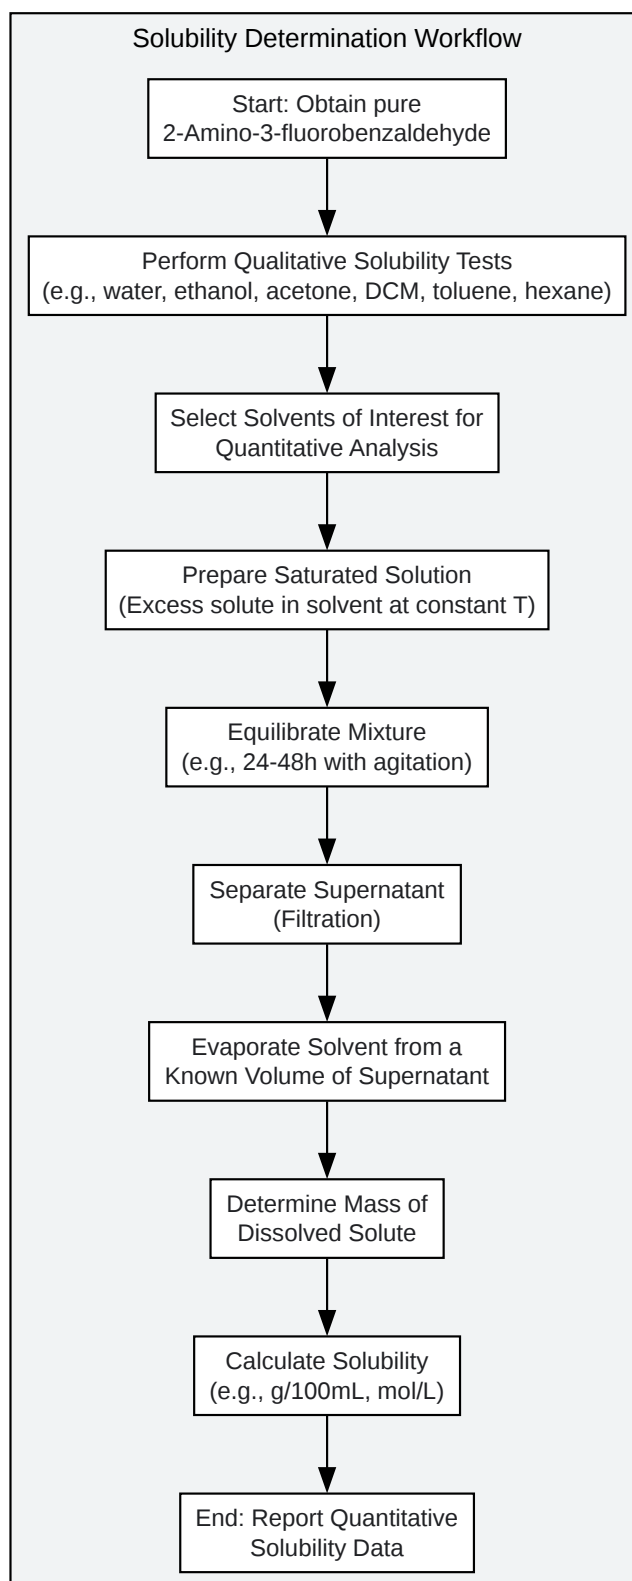 Solubility Determination Workflow
Start: Obtain pure
2-Amino-3-fluorobenzaldehyde
Perform Qualitative Solubility Tests
(e.g., water, ethanol, acetone, DCM, toluene, hexane)
Select Solvents of Interest for
Quantitative Analysis
Prepare Saturated Solution
(Excess solute in solvent at constant T)
Equilibrate Mixture
(e.g., 24-48h with agitation)
Separate Supernatant
(Filtration)
Evaporate Solvent from a
Known Volume of Supernatant
Determine Mass of
Dissolved Solute
Calculate Solubility
(e.g., g/100mL, mol/L)
End: Report Quantitative
Solubility Data